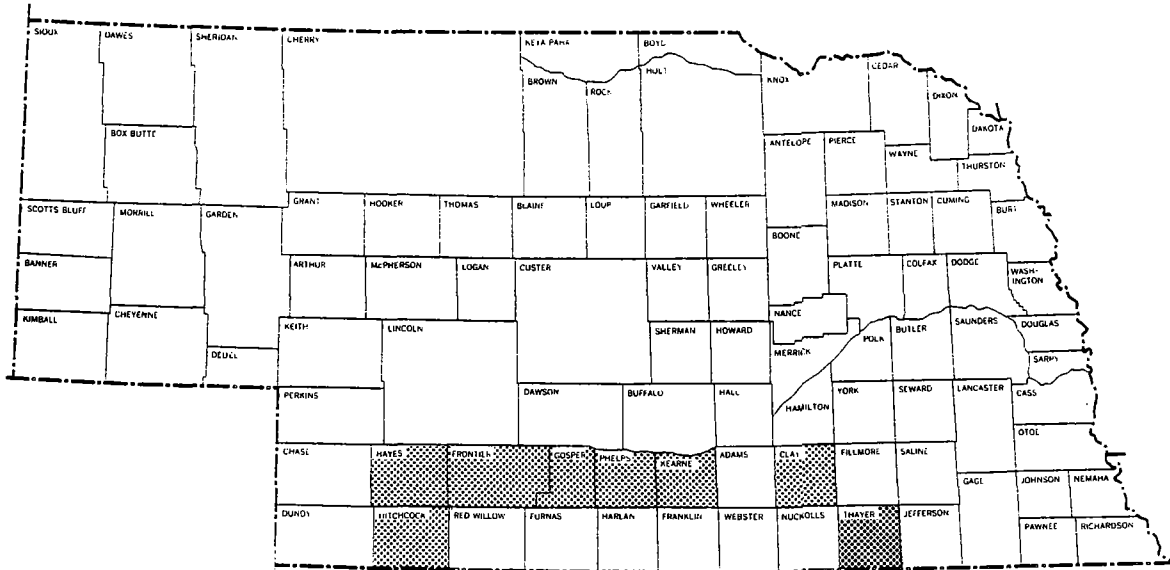 SIOUX DAWES SHERIDAN CHERRY KEYA PAHA BOYD
BROWN ROCK HOLT KNOX CEDAR DIXON
DAKOTA
BOX BUTTE ANTELOPE PIERCE WAYNE THURSTON
SCOTTS BLUFF MORRILL GARDEN GRANT HOOKER THOMAS BLAINE LOUP GARFIELD WHEELER MADISON STANTON CUMING BURT
BOONE
BANNER ARTHUR McPHERSON LOGAN CUSTER VALLEY GREELEY PLATTE COLFAX DODGE WASH-
INGTON
KIMBALL CHEYENNE NANCE
KEITH LINCOLN SHERMAN HOWARD POLK BUTLER SAUNDERS DOUGLAS
DEUEL MERRICK SARPY
PERKINS DAWSON BUFFALO HALL HAMILTON YORK SEWARD LANCASTER CASS
OTOE
CHASE HAYES FRONTIER GOSPER PHELPS KEARNE ADAMS CLAY FILLMORE SALINE
GAGE JOHNSON NEMAHA
DUNDY HITCHCOCK RED WILLOW FURNAS HARLAN FRANKLIN WEBSTER NUCKOLLS THAYER JEFFERSON
PAWNEE RICHARDSON